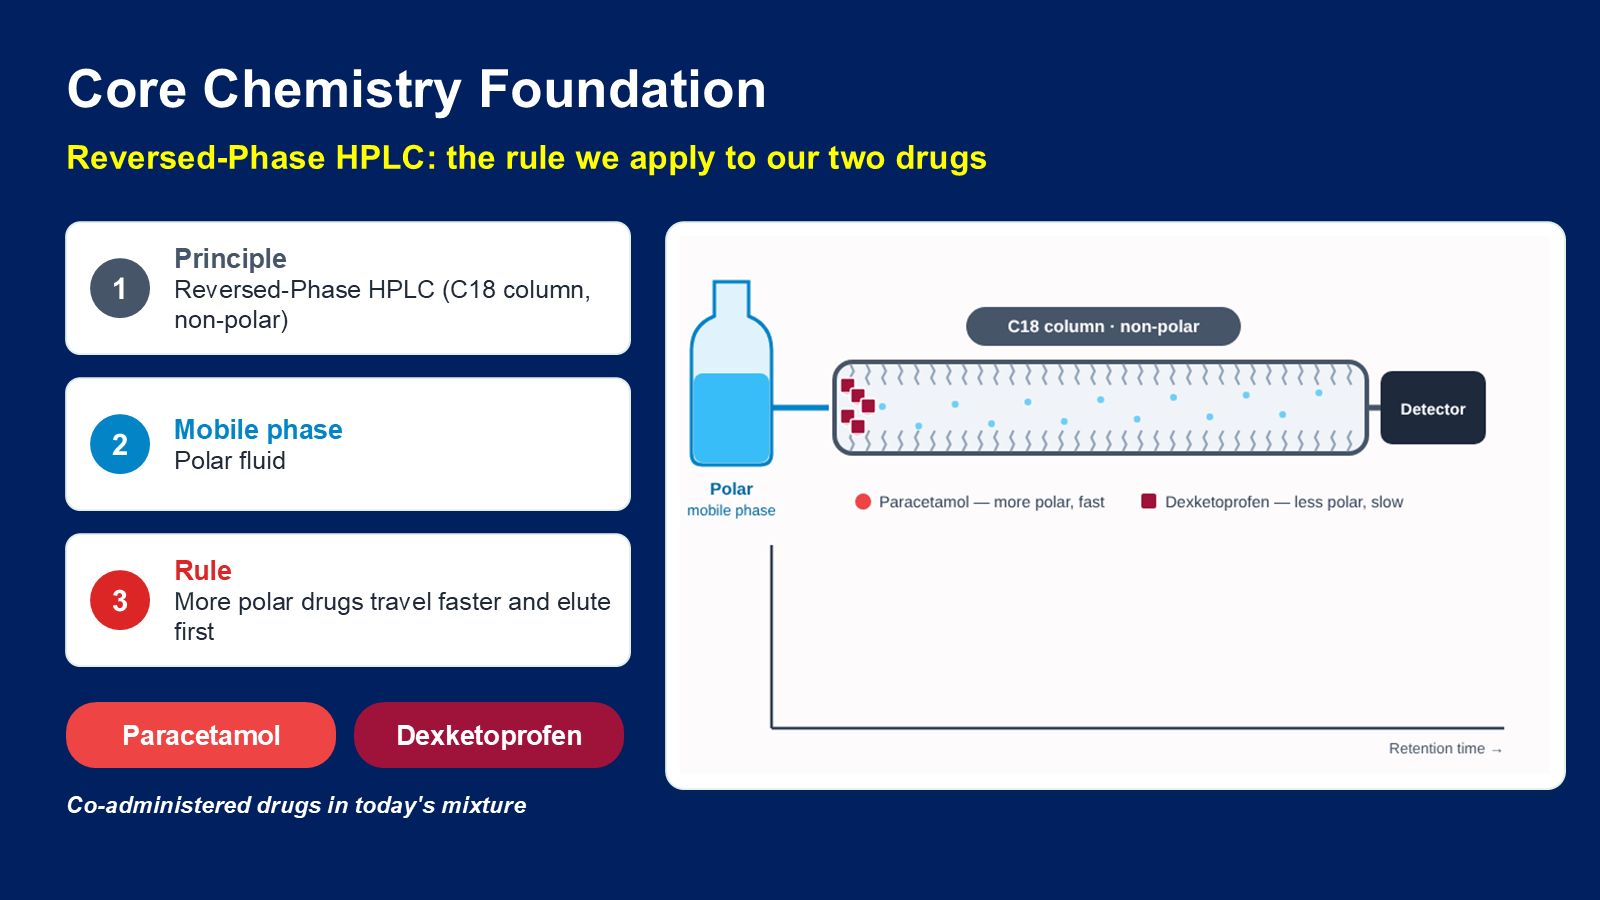 Core Chemistry Foundation
Reversed-Phase HPLC: the rule we apply to our two drugs
1
Principle
Reversed-Phase HPLC (C18 column,
non-polar)
2
Mobile phase
Polar fluid
3
Rule
More polar drugs travel faster and elute
first
Paracetamol
Dexketoprofen
Co-administered drugs in today's mixture
C18 column · non-polar
Detector
Polar
mobile phase
Paracetamol — more polar, fast
Dexketoprofen — less polar, slow
Retention time →